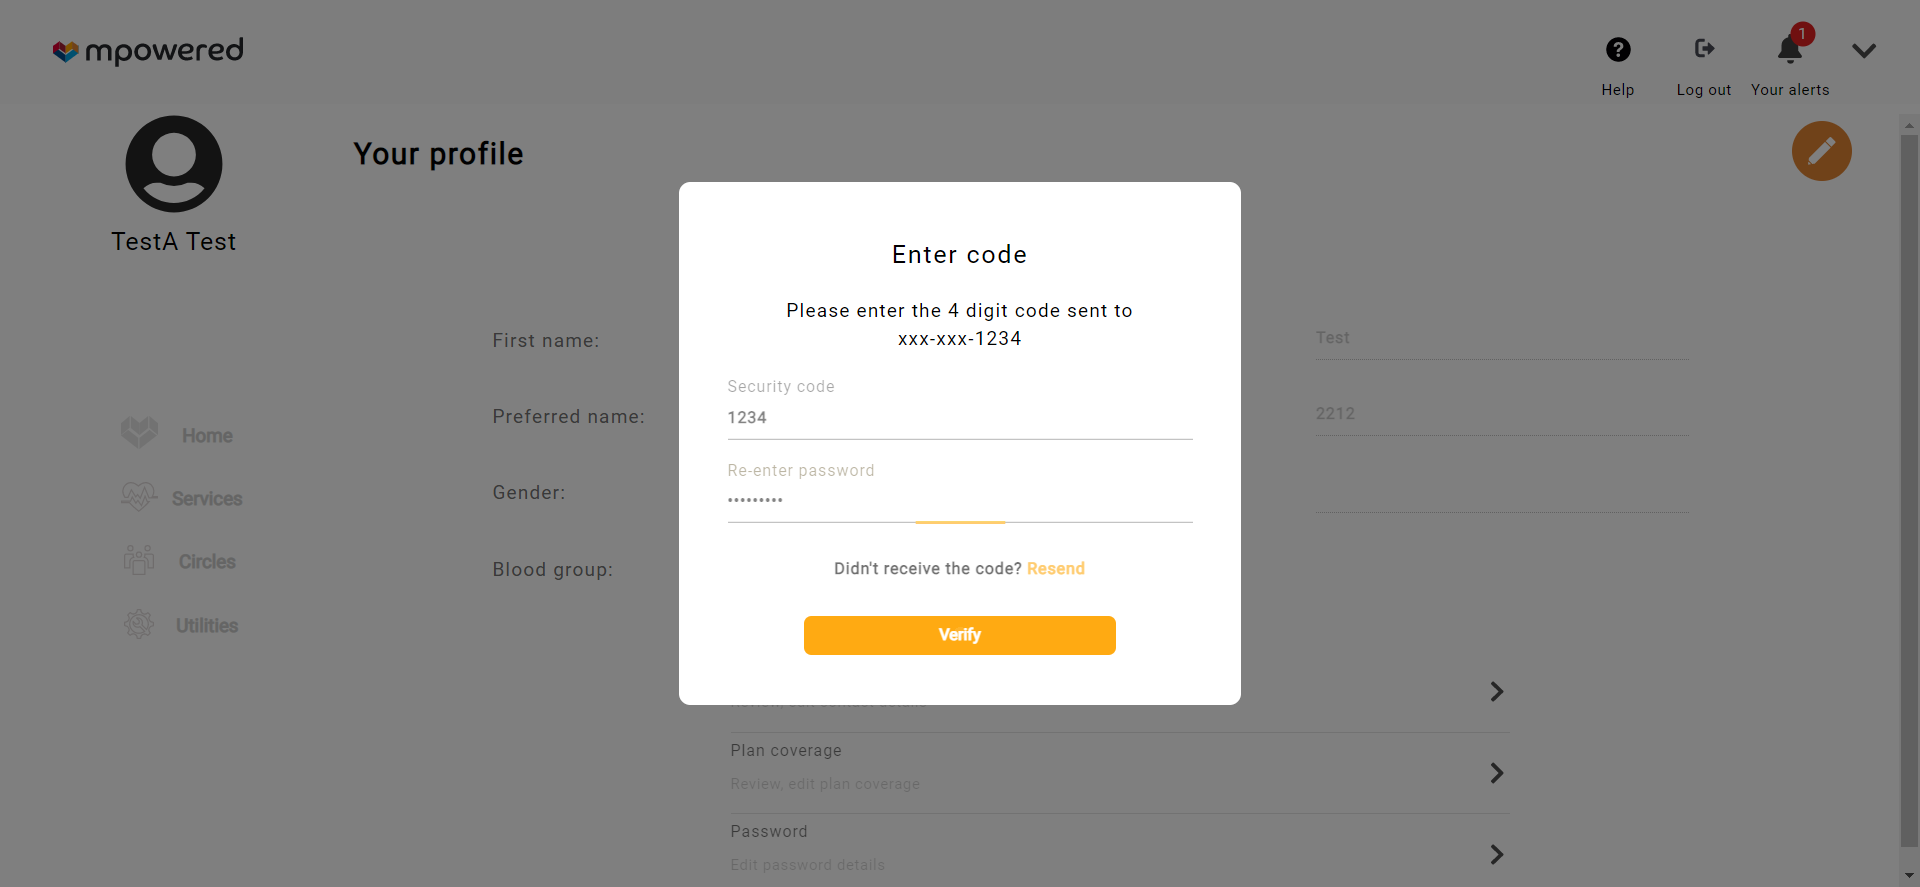 mpowered
Help
Log out
Your alerts
1
TestA Test
Your profile
Home
Services
Circles
Utilities
First name:
Test
Preferred name:
2212
Gender:
Blood group:
Enter code
Please enter the 4 digit code sent to
xxx-xxx-1234
Security code
1234
Re-enter password
•••••••••
Didn't receive the code? Resend
Verify
Plan coverage
Review, edit plan coverage
Password
Edit password details